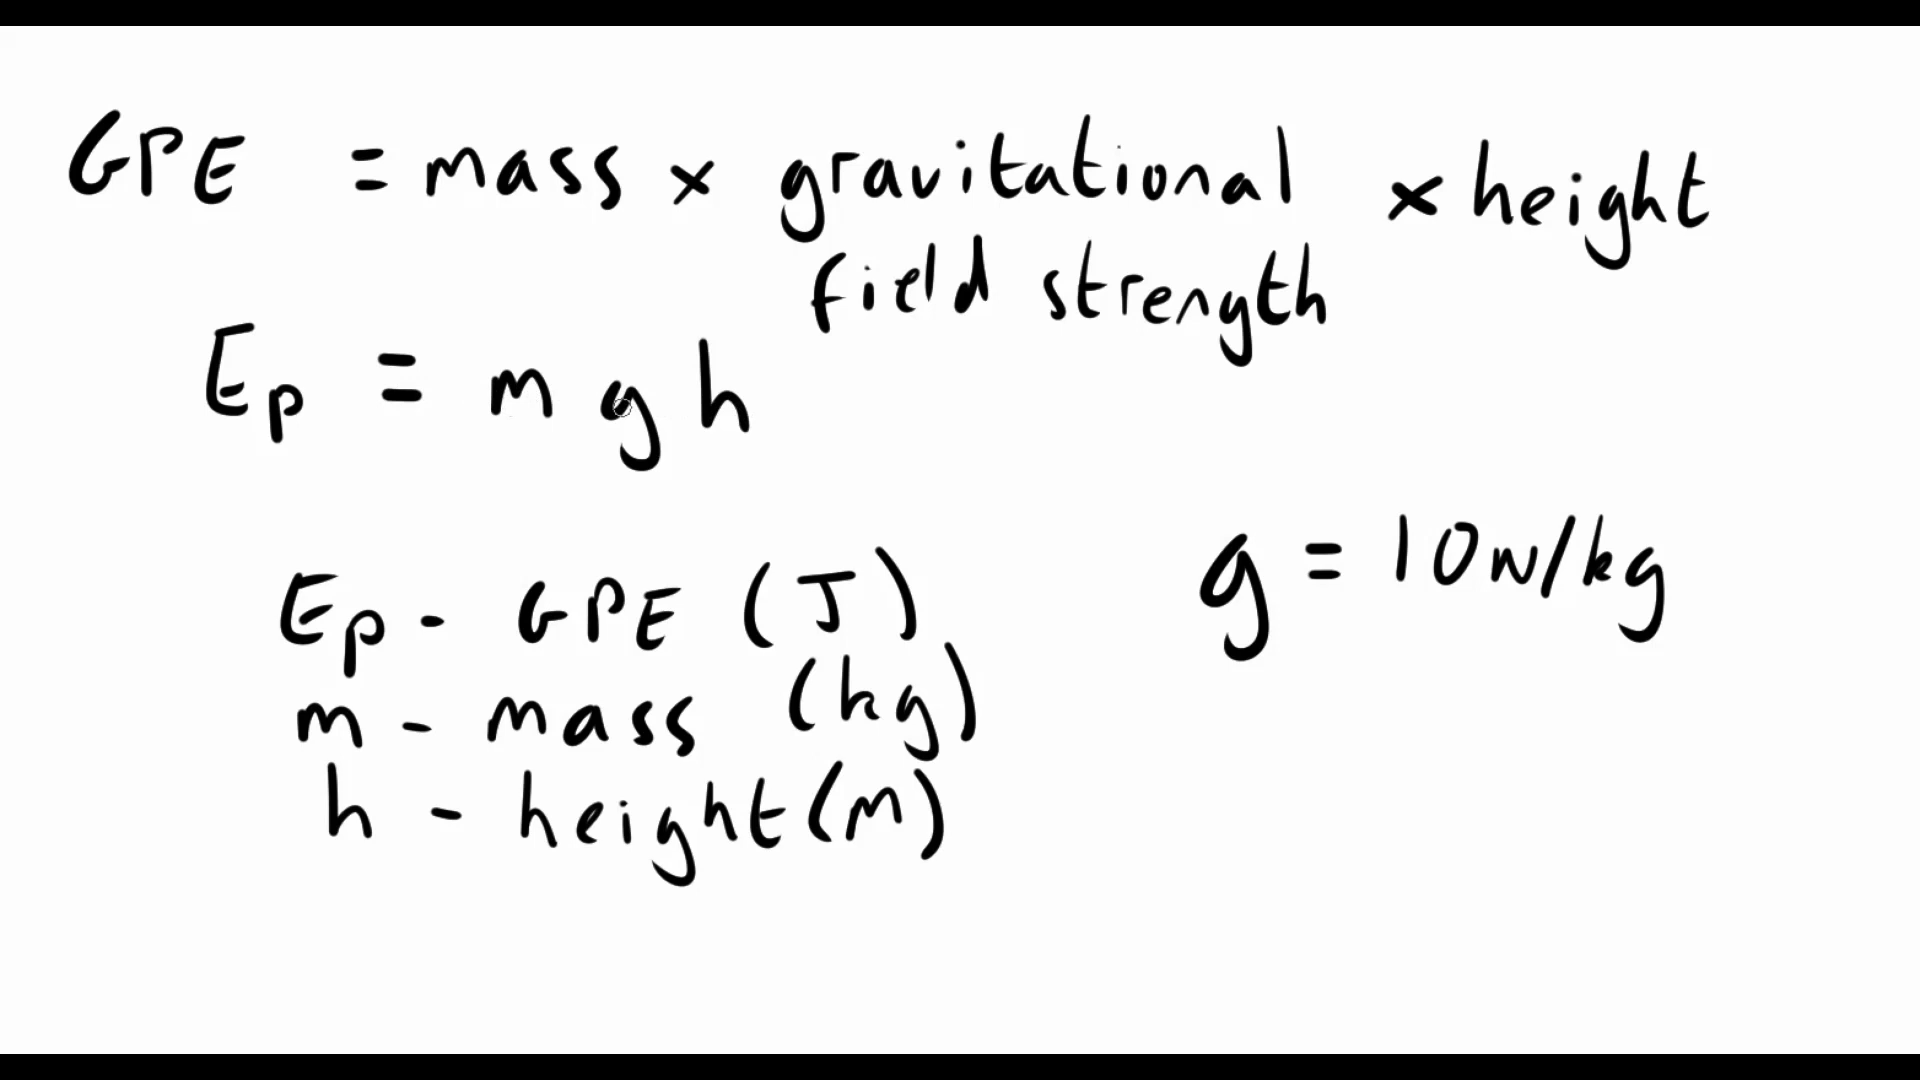 GPE = mass x gravitational x height
field strength
Ep = m g h
Ep - GPE (J)
g = 10N/kg
m - mass (kg)
h - height (m)